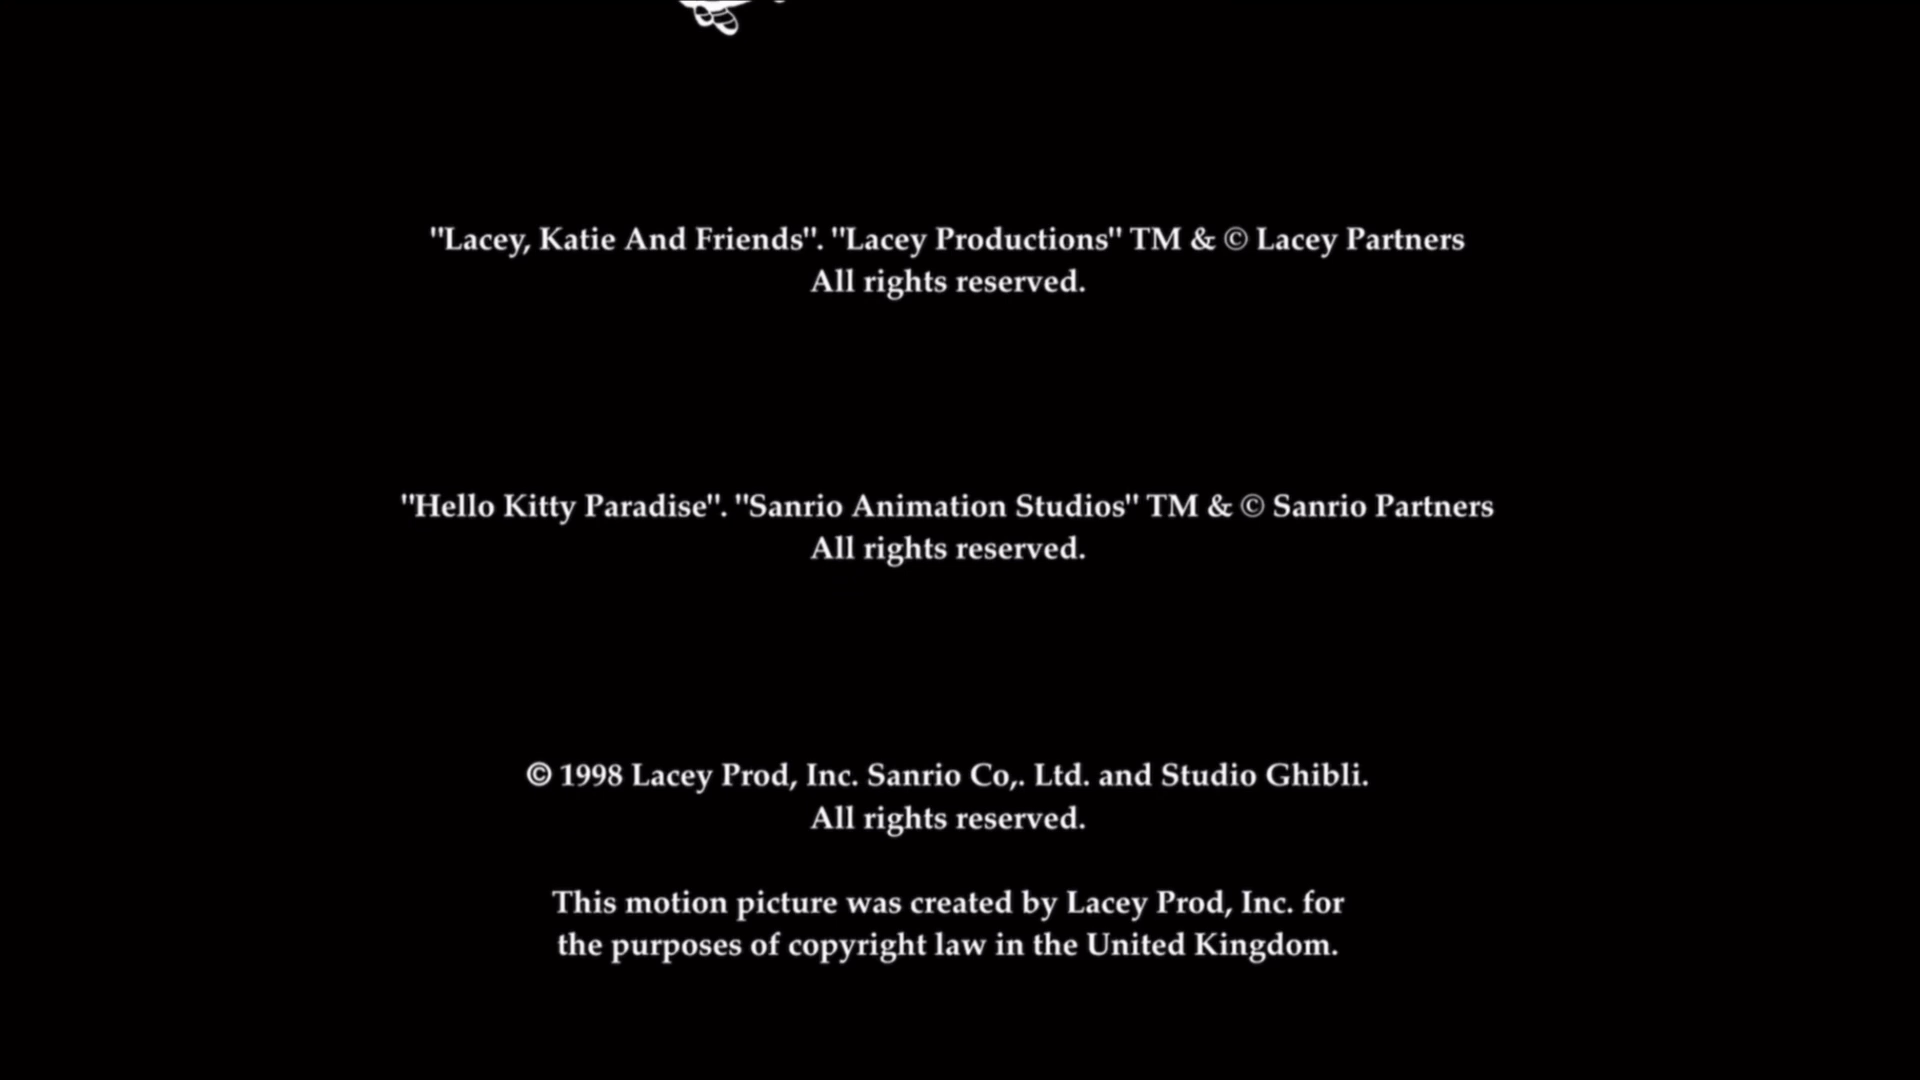 "Lacey, Katie And Friends". "Lacey Productions" TM & © Lacey Partners
All rights reserved.
"Hello Kitty Paradise". "Sanrio Animation Studios" TM & © Sanrio Partners
All rights reserved.
© 1998 Lacey Prod, Inc. Sanrio Co,. Ltd. and Studio Ghibli.
All rights reserved.
This motion picture was created by Lacey Prod, Inc. for
the purposes of copyright law in the United Kingdom.